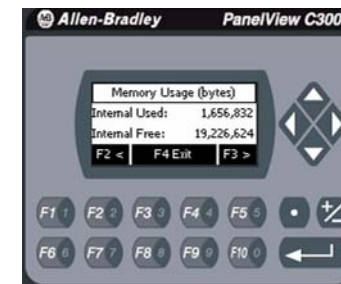 AB Allen-Bradley PanelView C300
Memory Usage (bytes)
Internal Used: 1,656,832
Internal Free: 19,226,624
F2 < F4 Exit F3 >
F1 1 F2 2 F3 3 F4 4 F5 5 • +/-
F6 6 F7 7 F8 8 F9 9 F10 0